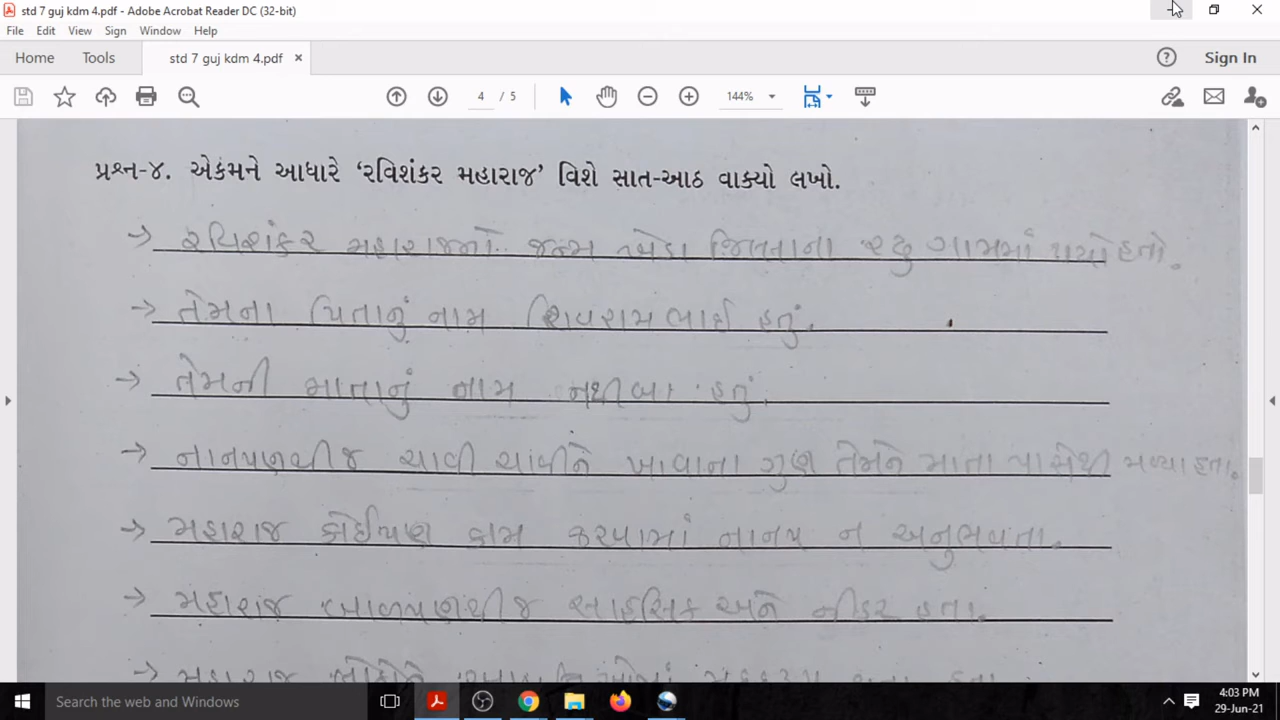 std 7 guj kdm 4.pdf - Adobe Acrobat Reader DC (32-bit)
File Edit View Sign Window Help
Home Tools std 7 guj kdm 4.pdf × Sign In
4 / 5 144%
પ્રશ્ન-૪. એકમને આધારે ‘રવિશંકર મહારાજ’ વિશે સાત-આઠ વાક્યો લખો.
→ રવિશંકર મહારાજનો જન્મ ખેડા જિલ્લાના રઢુ ગામમાં થયો હતો.
→ તેમના પિતાનું નામ શિવરામભાઈ હતું.
→ તેમની માતાનું નામ નાથીબા હતું.
→ નાનપણથીજ ચાવી ચાવીને ખાવાના ગુણ તેમને માતા પાસેથી મળ્યા હતા.
→ મહારાજ કોઈપણ કામ કરવામાં નાનપ ન અનુભવતા.
→ મહારાજ બાળપણથીજ સાહસિક અને નીડર હતા.
→ મહારાજ લોકોને
Search the web and Windows
4:03 PM
29-Jun-21